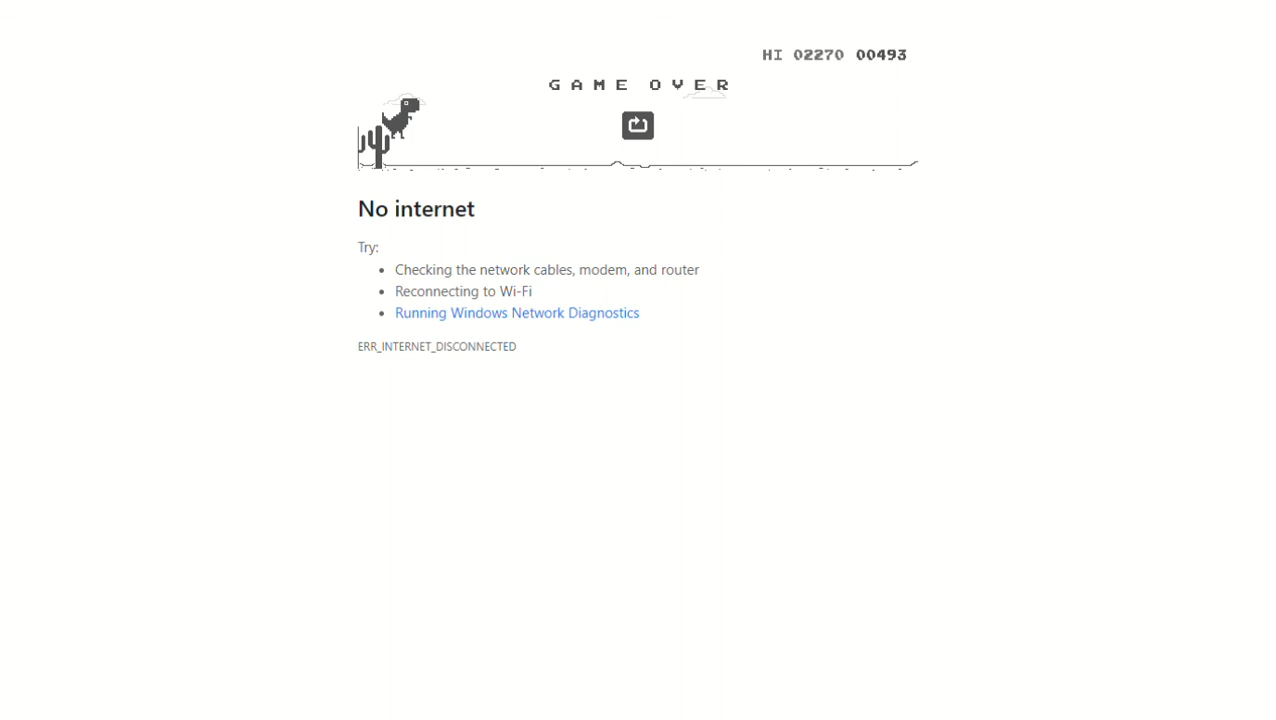 HI 02270 00493
GAME OVER
No internet
Try:
Checking the network cables, modem, and router
Reconnecting to Wi-Fi
Running Windows Network Diagnostics
ERR_INTERNET_DISCONNECTED